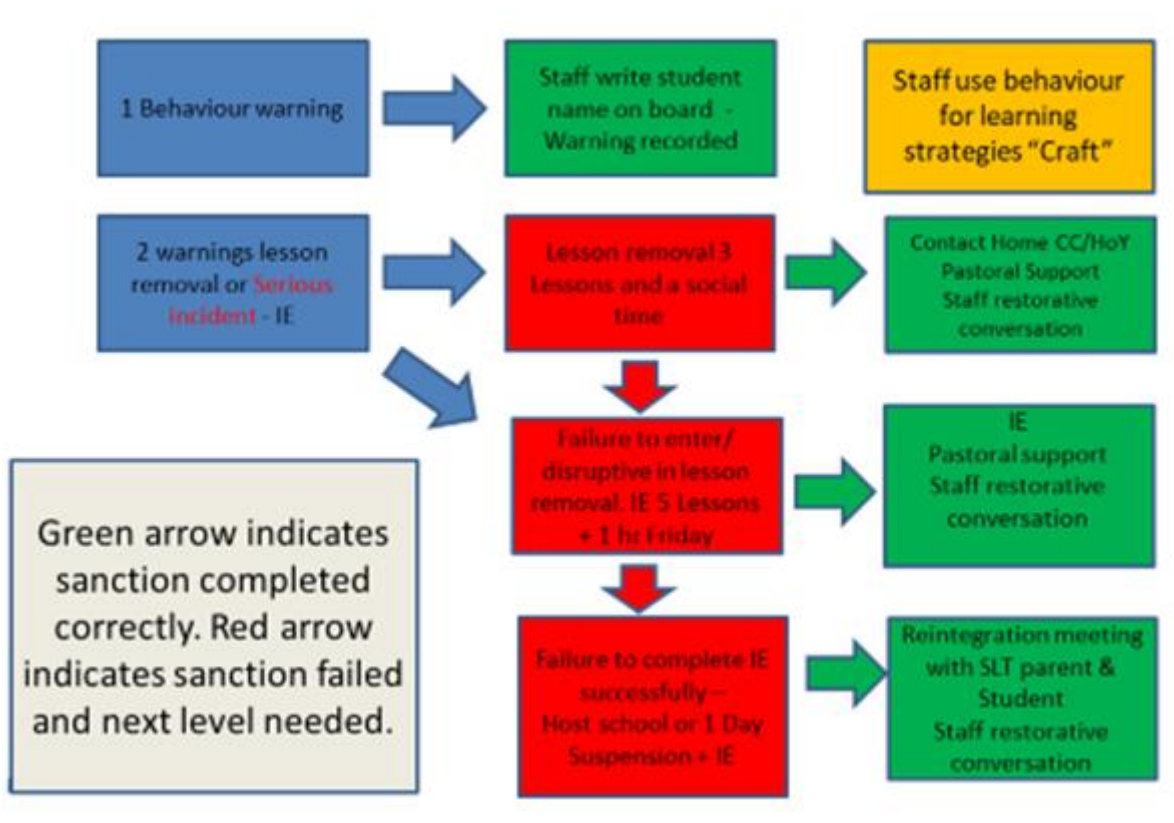 1 Behaviour warning
Staff write student
name on board -
Warning recorded
Staff use behaviour
for learning
strategies “Craft”
2 warnings lesson
removal or Serious
incident - IE
Lesson removal 3
Lessons and a social
time
Contact Home CC/HoY
Pastoral Support
Staff restorative
conversation
Failure to enter/
disruptive in lesson
removal. IE 5 Lessons
+ 1 hr Friday
IE
Pastoral support
Staff restorative
conversation
Green arrow indicates
sanction completed
correctly. Red arrow
indicates sanction failed
and next level needed.
Failure to complete IE
successfully –
Host school or 1 Day
Suspension + IE
Reintegration meeting
with SLT parent &
Student
Staff restorative
conversation